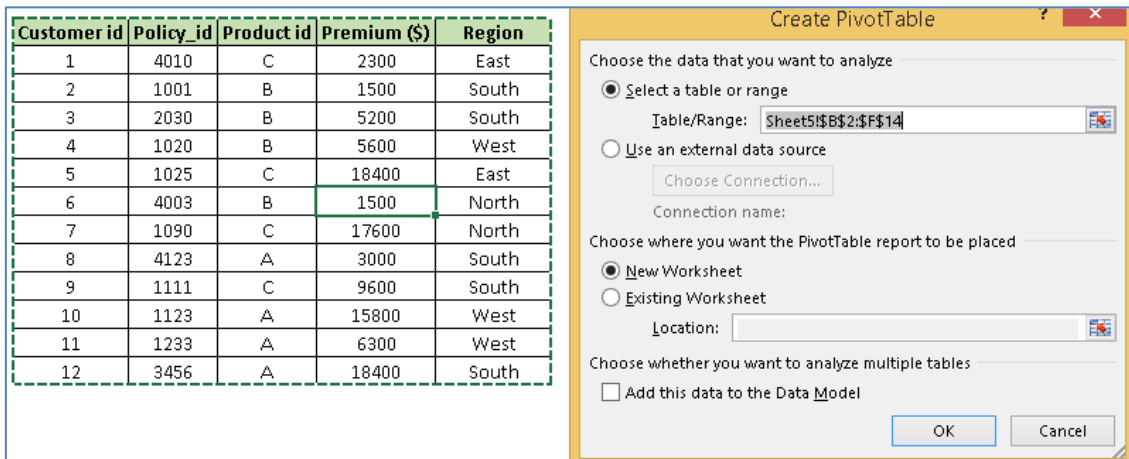 Customer id Policy_id Product id Premium ($) Region
1 4010 C 2300 East
2 1001 B 1500 South
3 2030 B 5200 South
4 1020 B 5600 West
5 1025 C 18400 East
6 4003 B 1500 North
7 1090 C 17600 North
8 4123 A 3000 South
9 1111 C 9600 South
10 1123 A 15800 West
11 1233 A 6300 West
12 3456 A 18400 South
Create PivotTable ? ✕
Choose the data that you want to analyze
Select a table or range
Table/Range: Sheet5!$B$2:$F$14
Use an external data source
Choose Connection...
Connection name:
Choose where you want the PivotTable report to be placed
New Worksheet
Existing Worksheet
Location:
Choose whether you want to analyze multiple tables
Add this data to the Data Model
OK Cancel